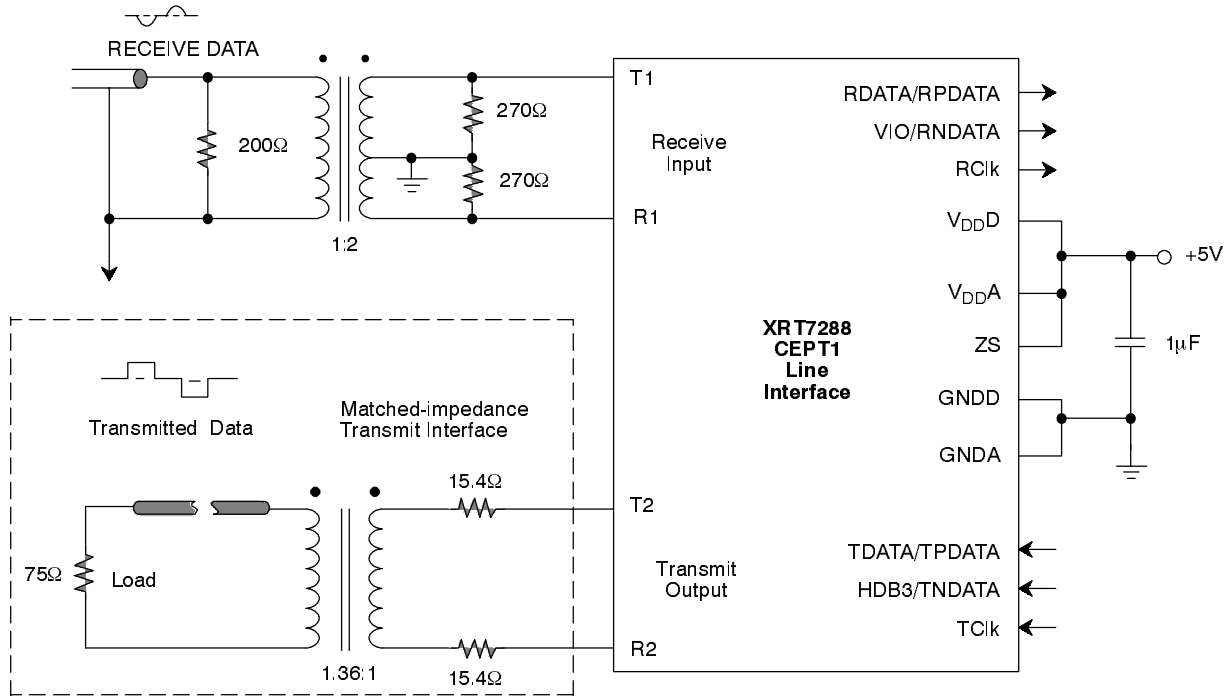 RECEIVE DATA
200Ω
1:2
270Ω
270Ω
T1
Receive
Input
R1
RDATA/RPDATA
VIO/RNDATA
RClk
VDDD
VDDA
ZS
GNDD
GNDA
+5V
1μF
XRT7288
CEPT1
Line
Interface
Transmitted Data
Matched-impedance
Transmit Interface
15.4Ω
75Ω
Load
1.36:1
15.4Ω
T2
Transmit
Output
R2
TDATA/TPDATA
HDB3/TNDATA
TClk